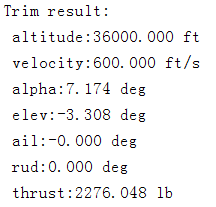 Trim result:
altitude:36000.000 ft
velocity:600.000 ft/s
alpha:7.174 deg
elev:-3.308 deg
ail:-0.000 deg
rud:0.000 deg
thrust:2276.048 lb